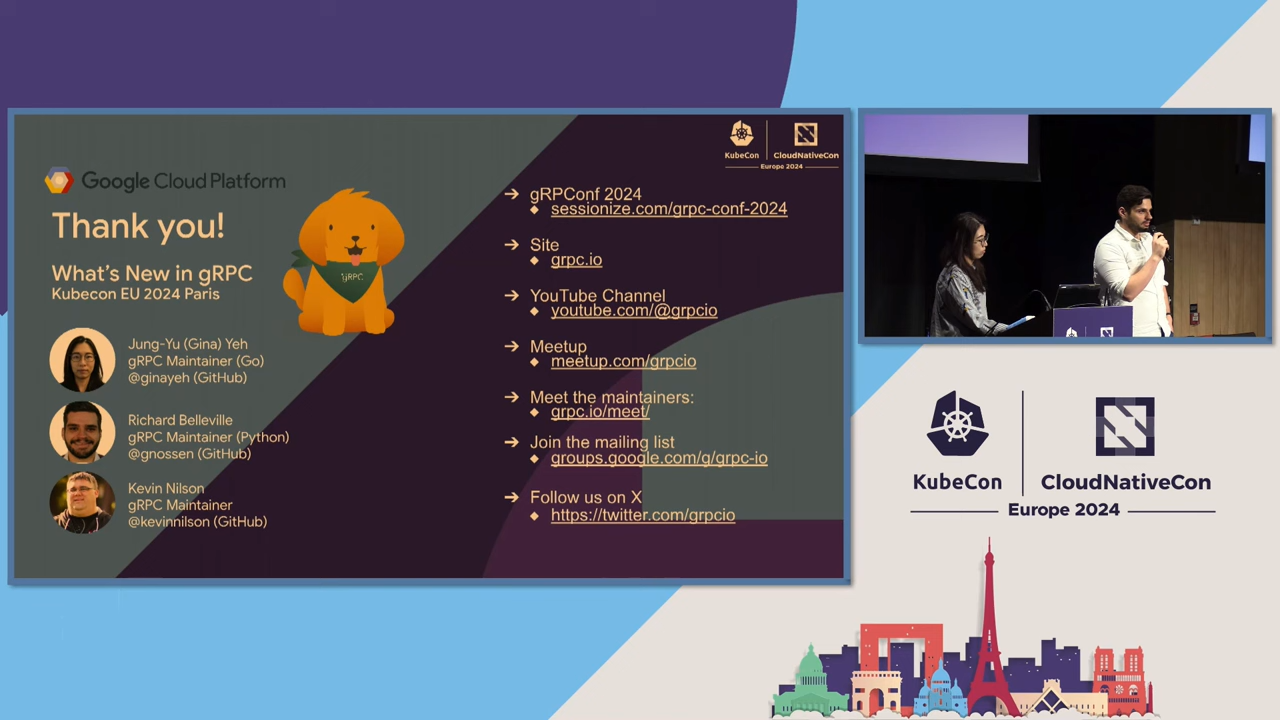 Google Cloud Platform
Thank you!
What's New in gRPC
Kubecon EU 2024 Paris
gRPC
Jung-Yu (Gina) Yeh
gRPC Maintainer (Go)
@ginayeh (GitHub)
Richard Belleville
gRPC Maintainer (Python)
@gnossen (GitHub)
Kevin Nilson
gRPC Maintainer
@kevinnilson (GitHub)
KubeCon
CloudNativeCon
Europe 2024
→ gRPConf 2024
◆ sessionize.com/grpc-conf-2024
→ Site
◆ grpc.io
→ YouTube Channel
◆ youtube.com/@grpcio
→ Meetup
◆ meetup.com/grpcio
→ Meet the maintainers:
◆ grpc.io/meet/
→ Join the mailing list
◆ groups.google.com/g/grpc-io
→ Follow us on X
◆ https://twitter.com/grpcio
KubeCon
CloudNativeCon
Europe 2024